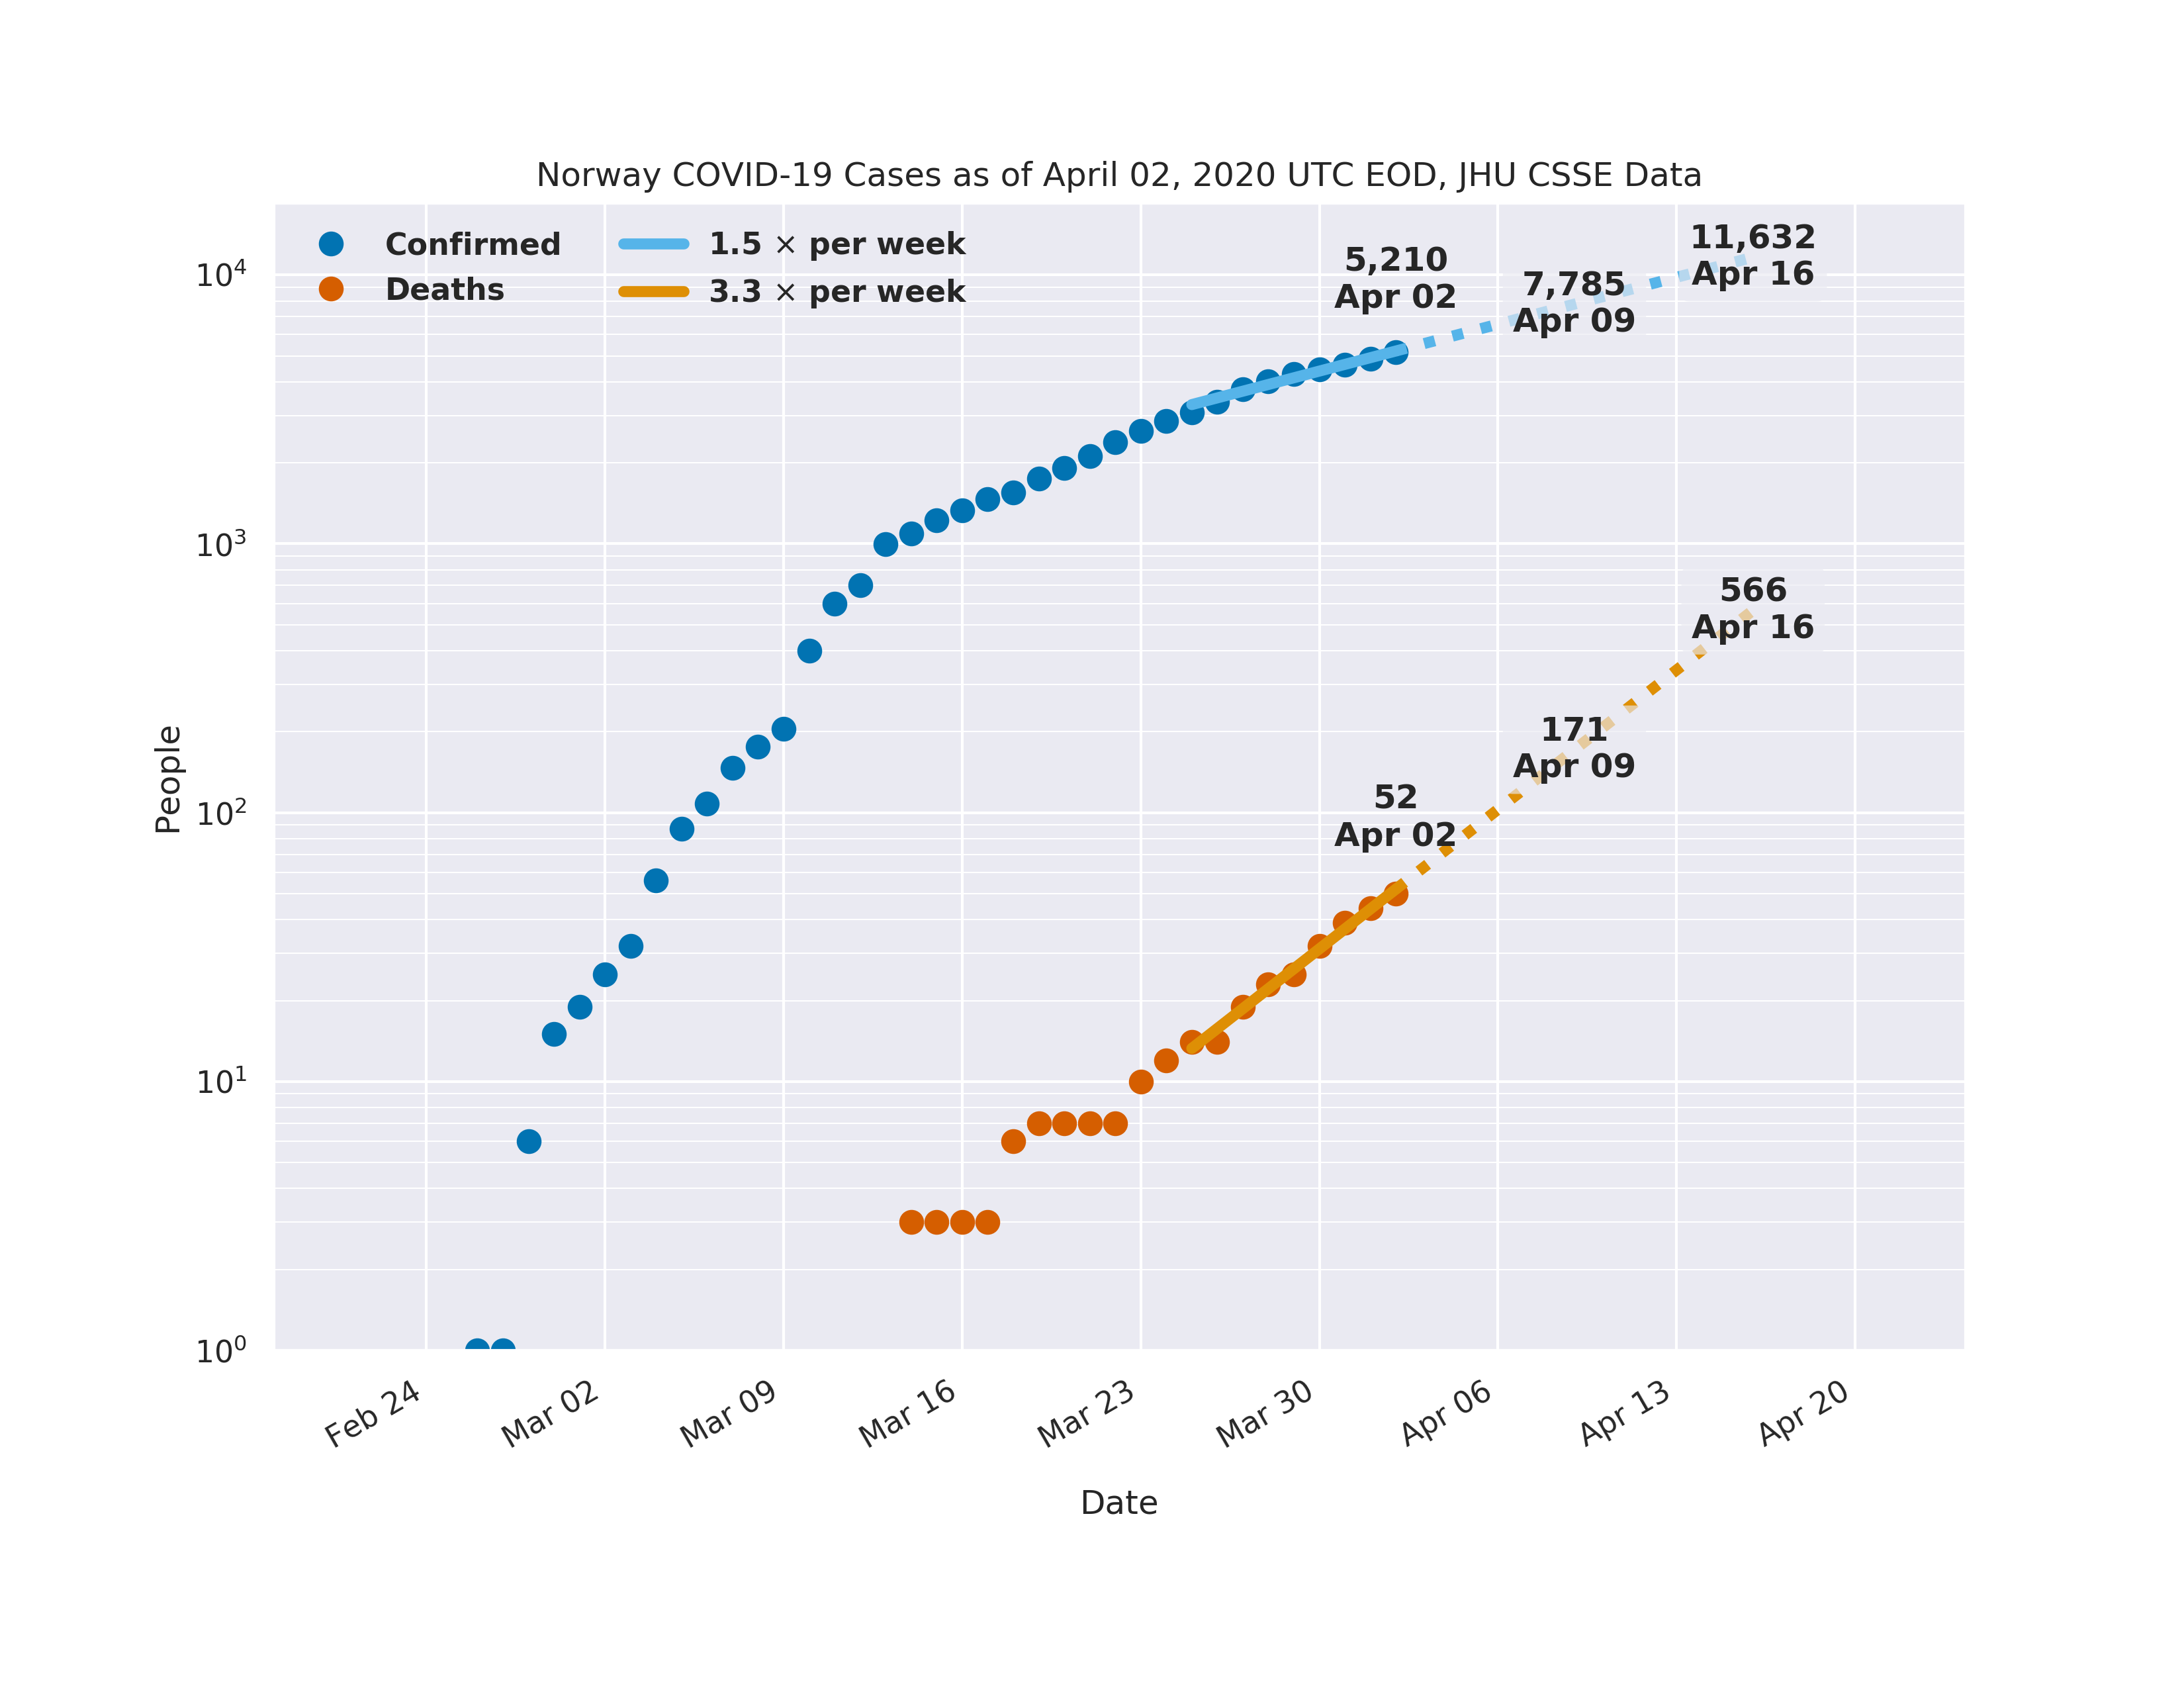 Norway COVID-19 Cases as of April 02, 2020 UTC EOD, JHU CSSE Data
Confirmed
Deaths
1.5 × per week
3.3 × per week
5,210
Apr 02
7,785
Apr 09
11,632
Apr 16
566
Apr 16
171
Apr 09
52
Apr 02
People
10⁴
10³
10²
10¹
10⁰
Feb 24
Mar 02
Mar 09
Mar 16
Mar 23
Mar 30
Apr 06
Apr 13
Apr 20
Date